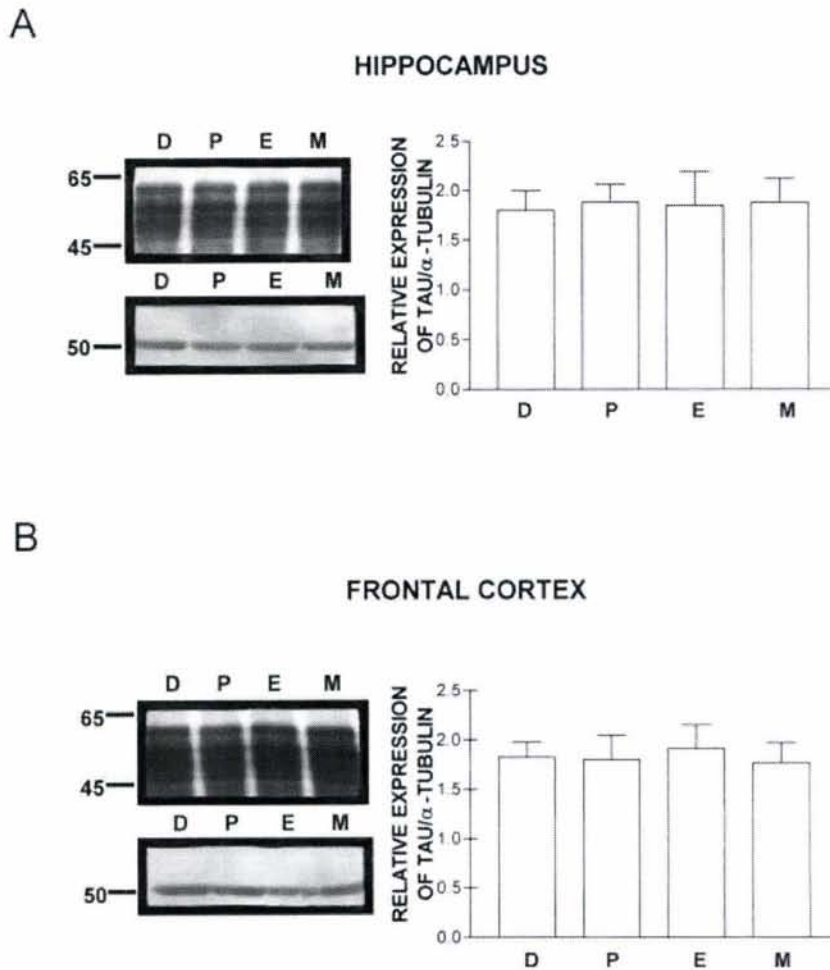 A
HIPPOCAMPUS
D P E M
65
45
D P E M
50
RELATIVE EXPRESSION
OF TAU/α-TUBULIN
2.5
2.0
1.5
1.0
0.5
0.0
D P E M
B
FRONTAL CORTEX
D P E M
65
45
D P E M
50
RELATIVE EXPRESSION
OF TAU/α-TUBULIN
2.5
2.0
1.5
1.0
0.5
0.0
D P E M